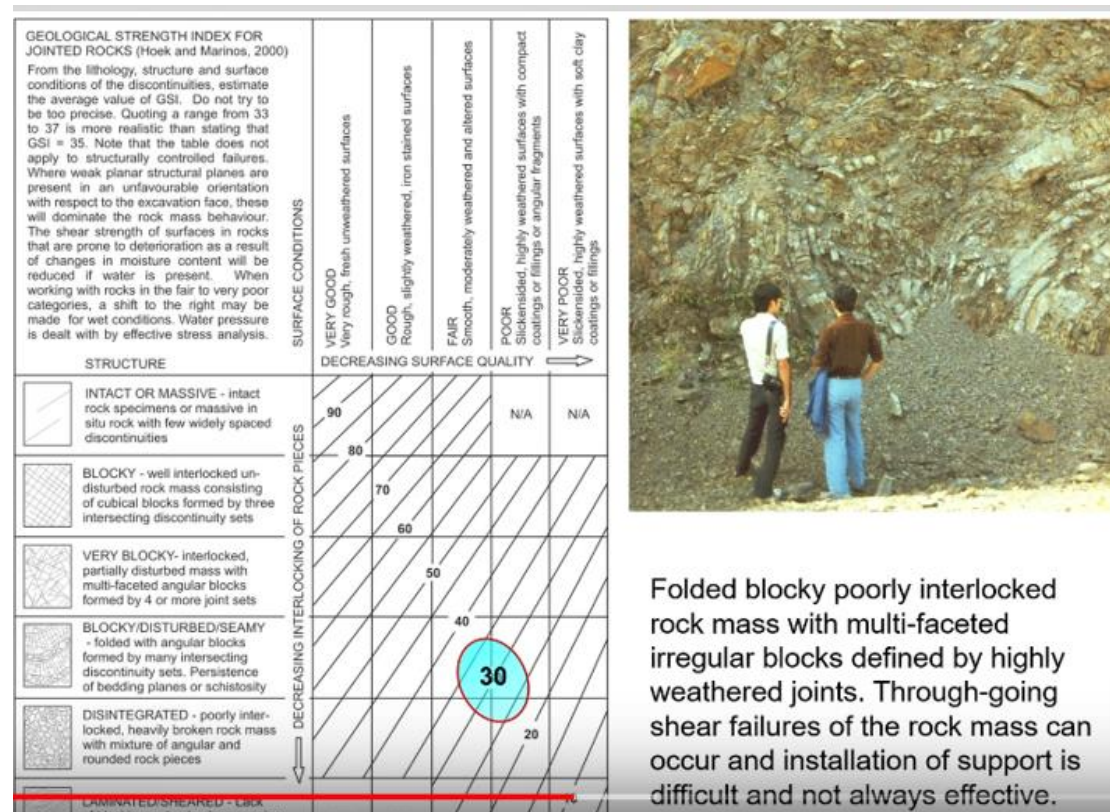 GEOLOGICAL STRENGTH INDEX FOR
JOINTED ROCKS (Hoek and Marinos, 2000)
From the lithology, structure and surface
conditions of the discontinuities, estimate
the average value of GSI. Do not try to
be too precise. Quoting a range from 33
to 37 is more realistic than stating that
GSI = 35. Note that the table does not
apply to structurally controlled failures.
Where weak planar structural planes are
present in an unfavourable orientation
with respect to the excavation face, these
will dominate the rock mass behaviour.
The shear strength of surfaces in rocks
that are prone to deterioration as a result
of changes in moisture content will be
reduced if water is present. When
working with rocks in the fair to very poor
categories, a shift to the right may be
made for wet conditions. Water pressure
is dealt with by effective stress analysis.
STRUCTURE
SURFACE CONDITIONS
VERY GOOD
Very rough, fresh unweathered surfaces
GOOD
Rough, slightly weathered, iron stained surfaces
FAIR
Smooth, moderately weathered and altered surfaces
POOR
Slickensided, highly weathered surfaces with compact
coatings or fillings or angular fragments
VERY POOR
Slickensided, highly weathered surfaces with soft clay
coatings or fillings
DECREASING SURFACE QUALITY
DECREASING INTERLOCKING OF ROCK PIECES
INTACT OR MASSIVE - intact
rock specimens or massive in
situ rock with few widely spaced
discontinuities
BLOCKY - well interlocked un-
disturbed rock mass consisting
of cubical blocks formed by three
intersecting discontinuity sets
VERY BLOCKY- interlocked,
partially disturbed mass with
multi-faceted angular blocks
formed by 4 or more joint sets
BLOCKY/DISTURBED/SEAMY
- folded with angular blocks
formed by many intersecting
discontinuity sets. Persistence
of bedding planes or schistosity
DISINTEGRATED - poorly inter-
locked, heavily broken rock mass
with mixture of angular and
rounded rock pieces
LAMINATED/SHEARED - Lack
90
N/A
N/A
80
70
60
50
40
30
20
Folded blocky poorly interlocked
rock mass with multi-faceted
irregular blocks defined by highly
weathered joints. Through-going
shear failures of the rock mass can
occur and installation of support is
difficult and not always effective.